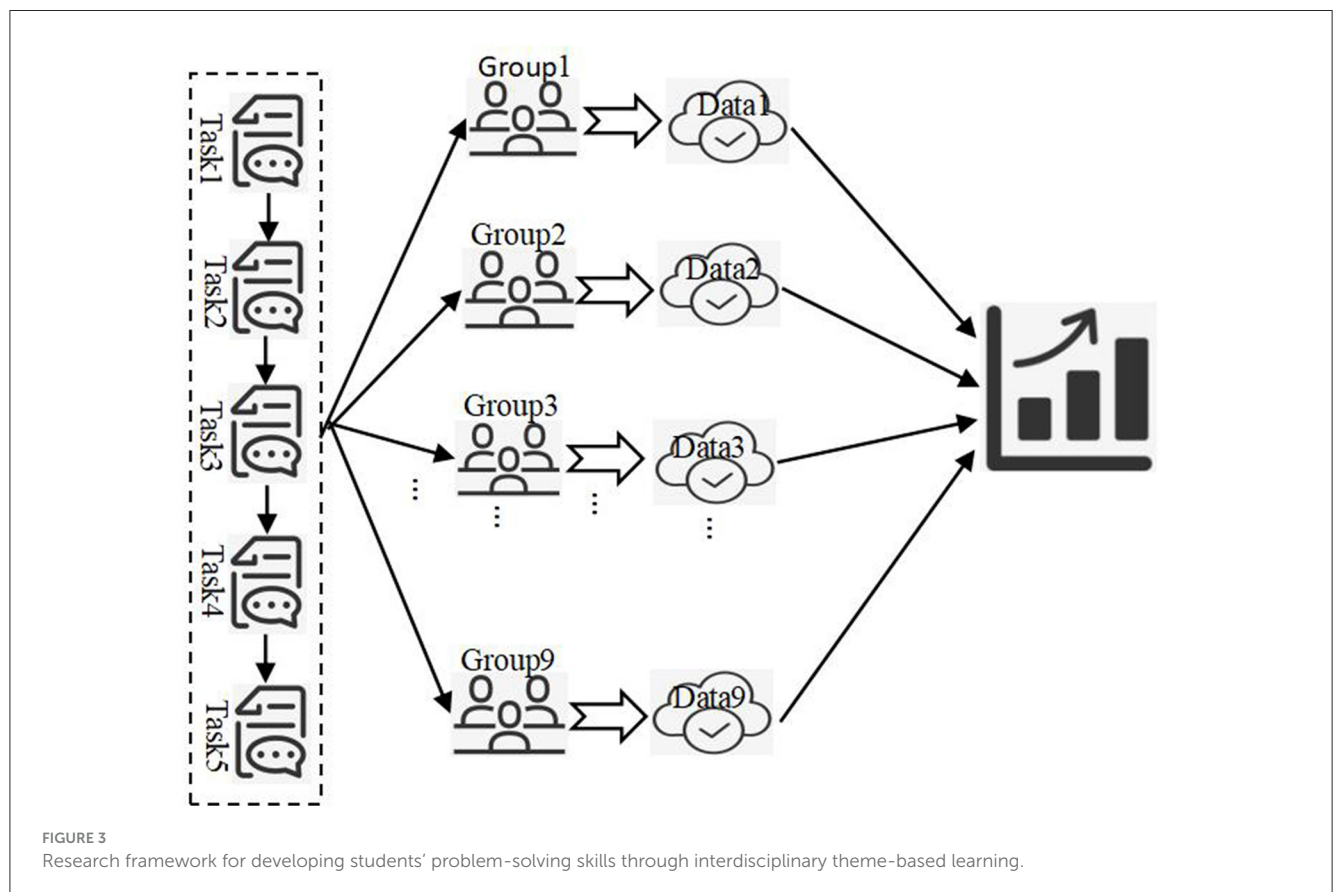 Task1
Task2
Task3
Task4
Task5
Group1
Data1
Group2
Data2
Group3
Data3
Group9
Data9
FIGURE 3
Research framework for developing students' problem-solving skills through interdisciplinary theme-based learning.